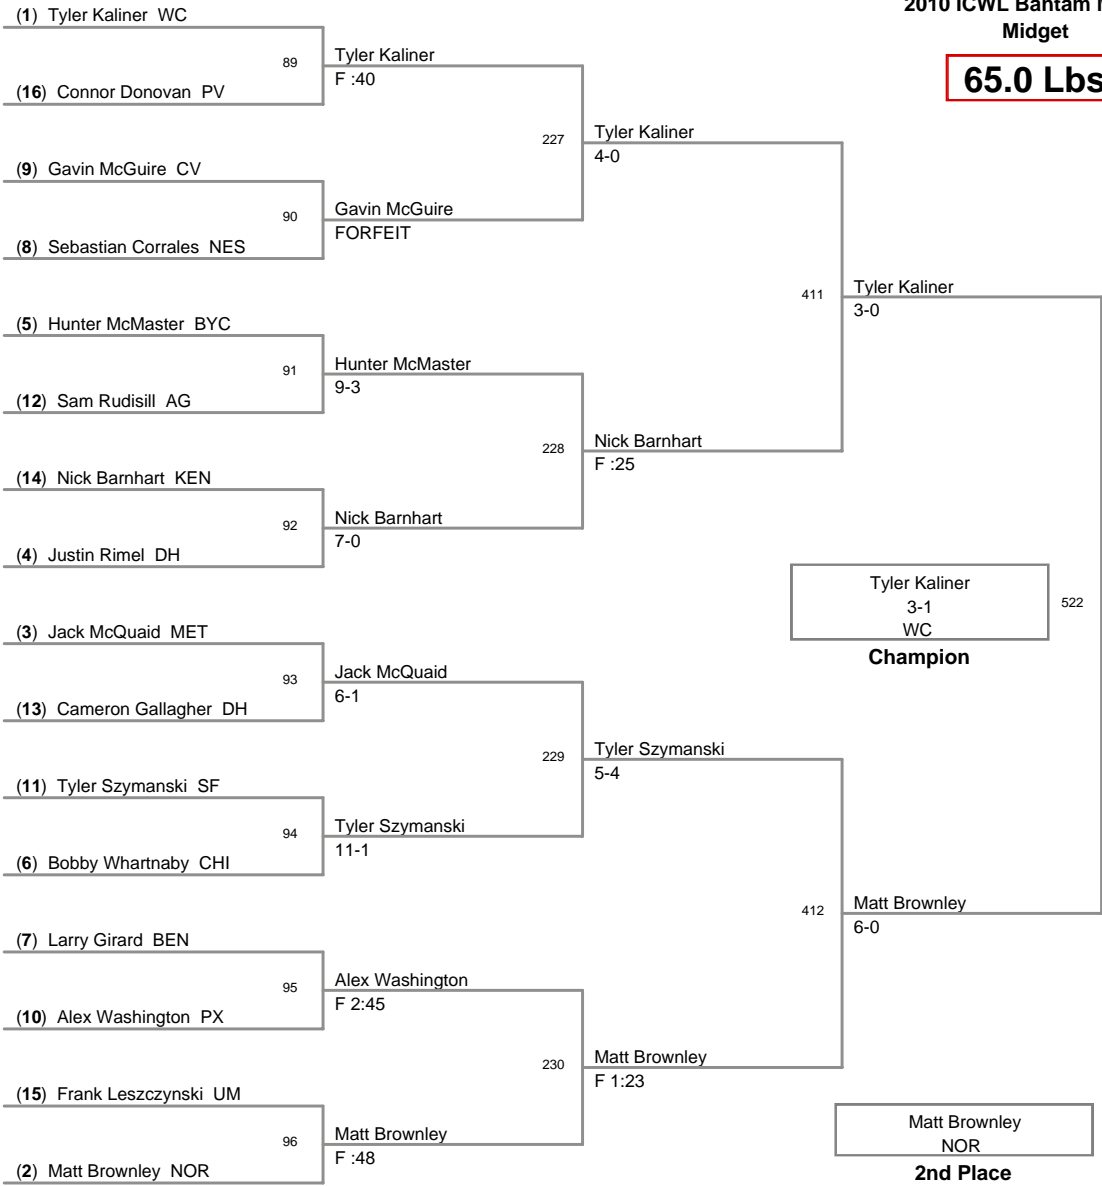 2010 ICWL Bantam
Midget
65.0 Lbs
(1) Tyler Kaliner WC
89
Tyler Kaliner
F :40
(16) Connor Donovan PV
227
Tyler Kaliner
4-0
(9) Gavin McGuire CV
90
Gavin McGuire
FORFEIT
(8) Sebastian Corrales NES
411
Tyler Kaliner
3-0
(5) Hunter McMaster BYC
91
Hunter McMaster
9-3
(12) Sam Rudisill AG
228
Nick Barnhart
F :25
(14) Nick Barnhart KEN
92
Nick Barnhart
7-0
(4) Justin Rimel DH
Tyler Kaliner
3-1
WC
522
Champion
(3) Jack McQuaid MET
93
Jack McQuaid
6-1
(13) Cameron Gallagher DH
229
Tyler Szymanski
5-4
(11) Tyler Szymanski SF
94
Tyler Szymanski
11-1
(6) Bobby Whartnaby CHI
412
Matt Brownley
6-0
(7) Larry Girard BEN
95
Alex Washington
F 2:45
(10) Alex Washington PX
230
Matt Brownley
F 1:23
(15) Frank Leszczynski UM
96
Matt Brownley
F :48
(2) Matt Brownley NOR
Matt Brownley
NOR
2nd Place